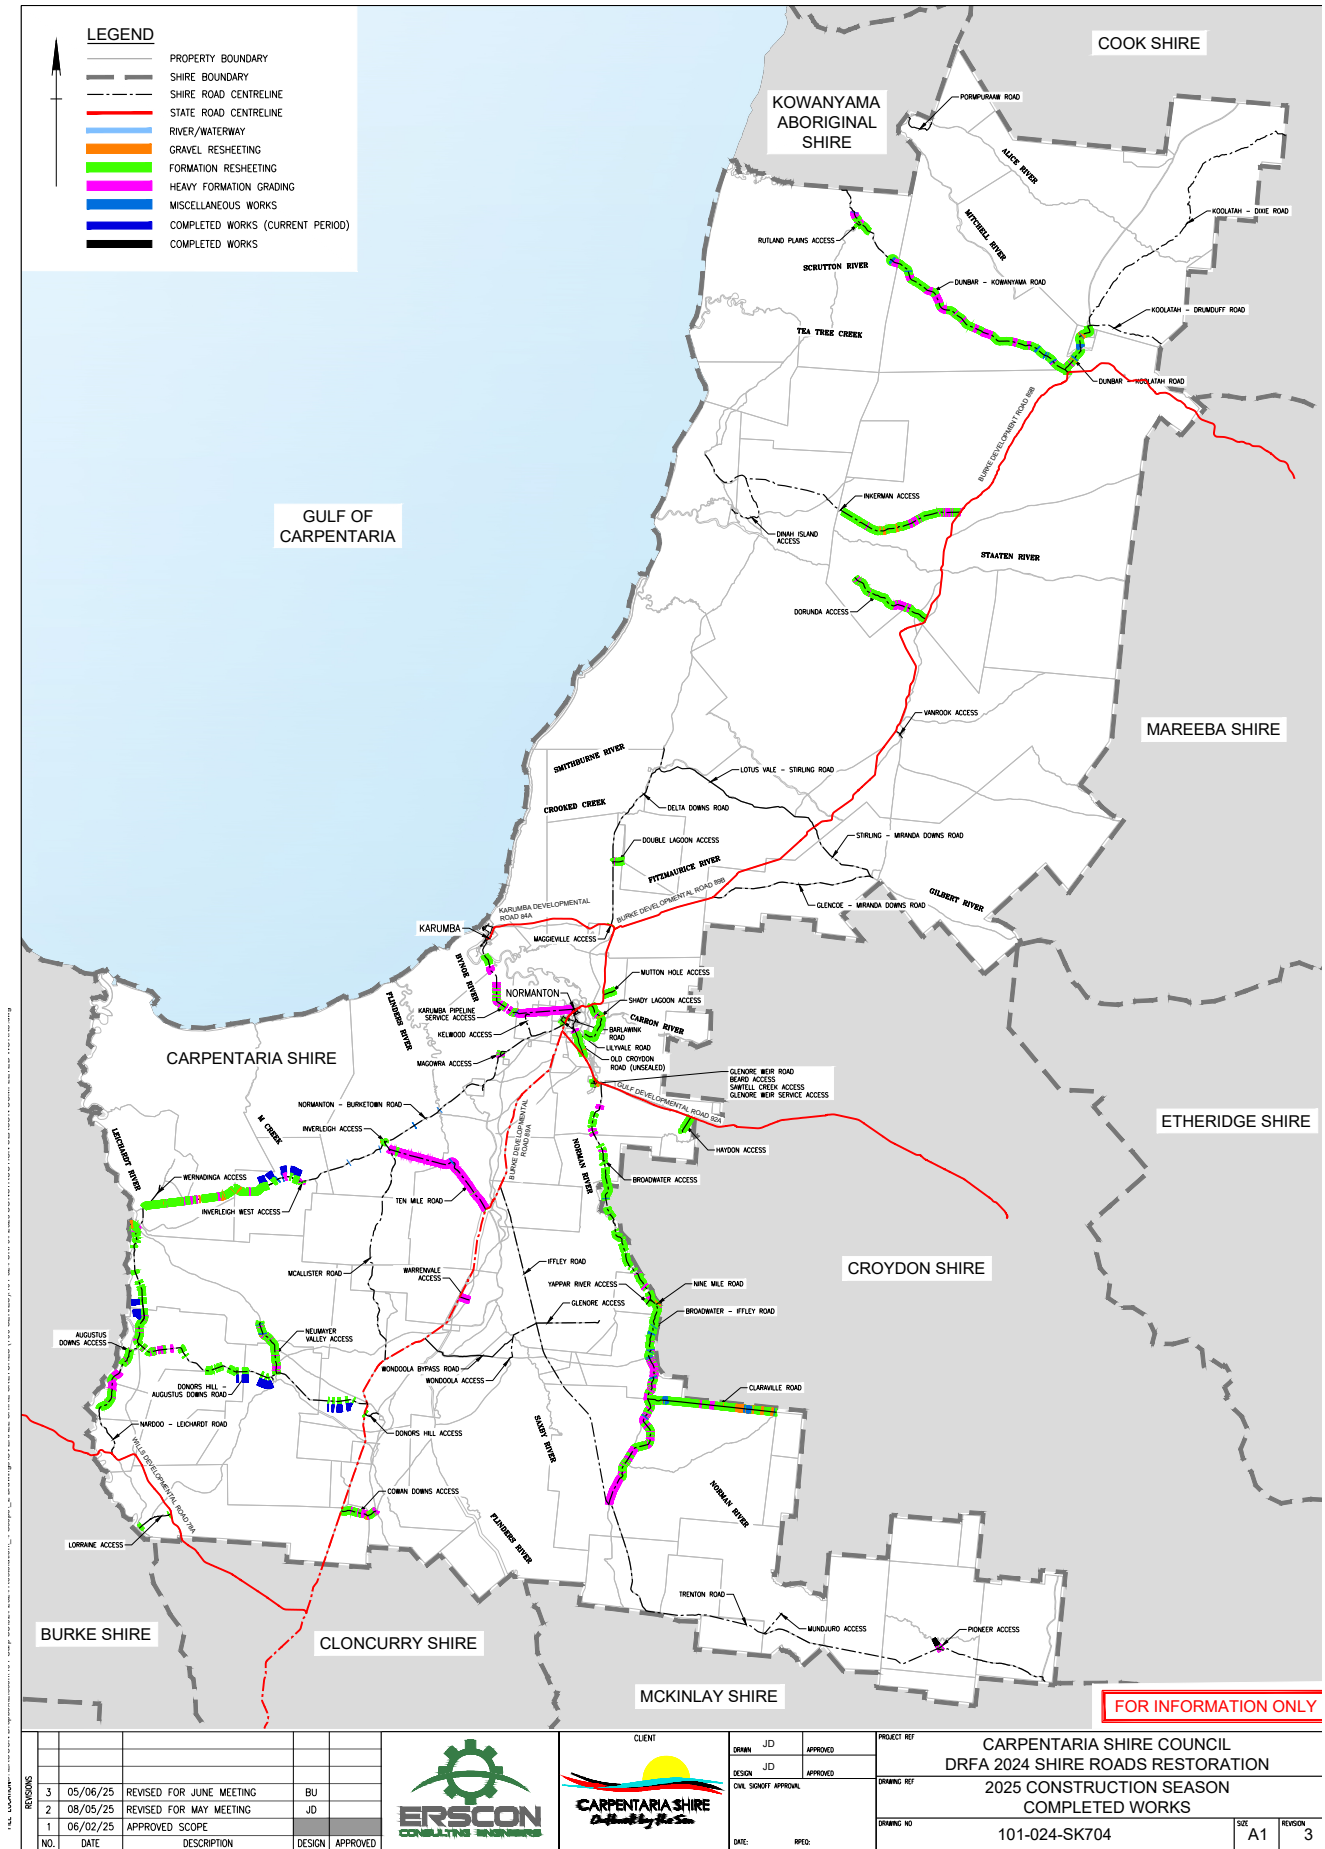 LEGEND
PROPERTY BOUNDARY
SHIRE BOUNDARY
SHIRE ROAD CENTRELINE
STATE ROAD CENTRELINE
RIVER/WATERWAY
GRAVEL RESHEETING
FORMATION RESHEETING
HEAVY FORMATION GRADING
MISCELLANEOUS WORKS
COMPLETED WORKS (CURRENT PERIOD)
COMPLETED WORKS
COOK SHIRE
KOWANYAMA
ABORIGINAL
SHIRE
PORMPURAAW ROAD
ALICE RIVER
MITCHELL RIVER
KOOLATAH - DIXIE ROAD
RUTLAND PLAINS ACCESS
SCRUTTON RIVER
DUNBAR - KOWANYAMA ROAD
KOOLATAH - DRUMDUFF ROAD
TEA TREE CREEK
DUNBAR - KOOLATAH ROAD
BURKE DEVELOPMENT ROAD 89B
INKERMAN ACCESS
GULF OF
CARPENTARIA
DINAH ISLAND
ACCESS
STAATEN RIVER
DORUNDA ACCESS
VANROOK ACCESS
MAREEBA SHIRE
SMITHBURNE RIVER
LOTUS VALE - STIRLING ROAD
CROOKED CREEK
DELTA DOWNS ROAD
STIRLING - MIRANDA DOWNS ROAD
DOUBLE LAGOON ACCESS
FITZMAURICE RIVER
BURKE DEVELOPMENTAL ROAD 89B
GILBERT RIVER
GLENCOE - MIRANDA DOWNS ROAD
KARUMBA DEVELOPMENTAL
ROAD 84A
KARUMBA
MAGGIEVILLE ACCESS
BYNOE RIVER
MUTTON HOLE ACCESS
NORMANTON
SHADY LAGOON ACCESS
FLINDERS RIVER
KARUMBA PIPELINE
SERVICE ACCESS
CARRON RIVER
KELWOOD ACCESS
BARLAWINK
ROAD
LILYVALE ROAD
OLD CROYDON
ROAD (UNSEALED)
CARPENTARIA SHIRE
MAGOWRA ACCESS
GLENORE WEIR ROAD
BEARD ACCESS
SAWTELL CREEK ACCESS
GLENORE WEIR SERVICE ACCESS
GULF DEVELOPMENTAL ROAD 92A
NORMANTON - BURKETOWN ROAD
BURKE DEVELOPMENTAL
ROAD 89A
ETHERIDGE SHIRE
M CREEK
INVERLEIGH ACCESS
LEICHARDT RIVER
HAYDON ACCESS
NORMAN RIVER
WERNADINGA ACCESS
BROADWATER ACCESS
TEN MILE ROAD
INVERLEIGH WEST ACCESS
IFFLEY ROAD
CROYDON SHIRE
MCALLISTER ROAD
WARRENVALE
ACCESS
YAPPAR RIVER ACCESS
NINE MILE ROAD
GLENORE ACCESS
BROADWATER - IFFLEY ROAD
AUGUSTUS
DOWNS ACCESS
NEUMAYER
VALLEY ACCESS
WONDOOLA BYPASS ROAD
WONDOOLA ACCESS
DONORS HILL -
AUGUSTUS DOWNS ROAD
CLARAVILLE ROAD
NARDOO - LEICHARDT ROAD
DONORS HILL ACCESS
SAXBY RIVER
WILLS DEVELOPMENTAL ROAD 78A
COWAN DOWNS ACCESS
NORMAN RIVER
FLINDERS RIVER
LORRAINE ACCESS
TRENTON ROAD
MUNDJURO ACCESS
PIONEER ACCESS
BURKE SHIRE
CLONCURRY SHIRE
MCKINLAY SHIRE
FOR INFORMATION ONLY
REVISIONS
3 05/06/25 REVISED FOR JUNE MEETING BU
2 08/05/25 REVISED FOR MAY MEETING JD
1 06/02/25 APPROVED SCOPE
NO. DATE DESCRIPTION DESIGN APPROVED
ERSCON
CONSULTING ENGINEERS
CLIENT
CARPENTARIA SHIRE
Outback by the Sea
DRAWN JD APPROVED
DESIGN JD APPROVED
CIVIL SIGNOFF APPROVAL
DATE: RPEQ:
PROJECT REF
CARPENTARIA SHIRE COUNCIL
DRFA 2024 SHIRE ROADS RESTORATION
DRAWING REF
2025 CONSTRUCTION SEASON
COMPLETED WORKS
DRAWING NO
101-024-SK704
SIZE
A1
REVISION
3